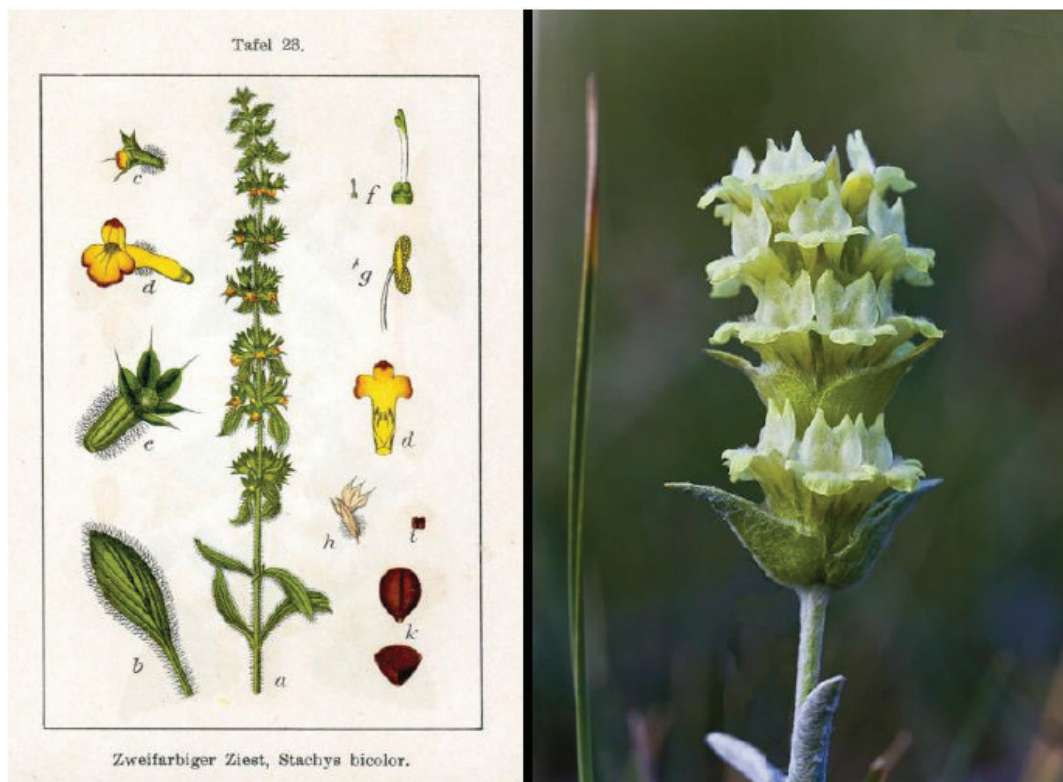 Tafel 23.
c
f
d
g
e
d
h
i
b
k
a
Zweifarbiger Ziest, Stachys bicolor.